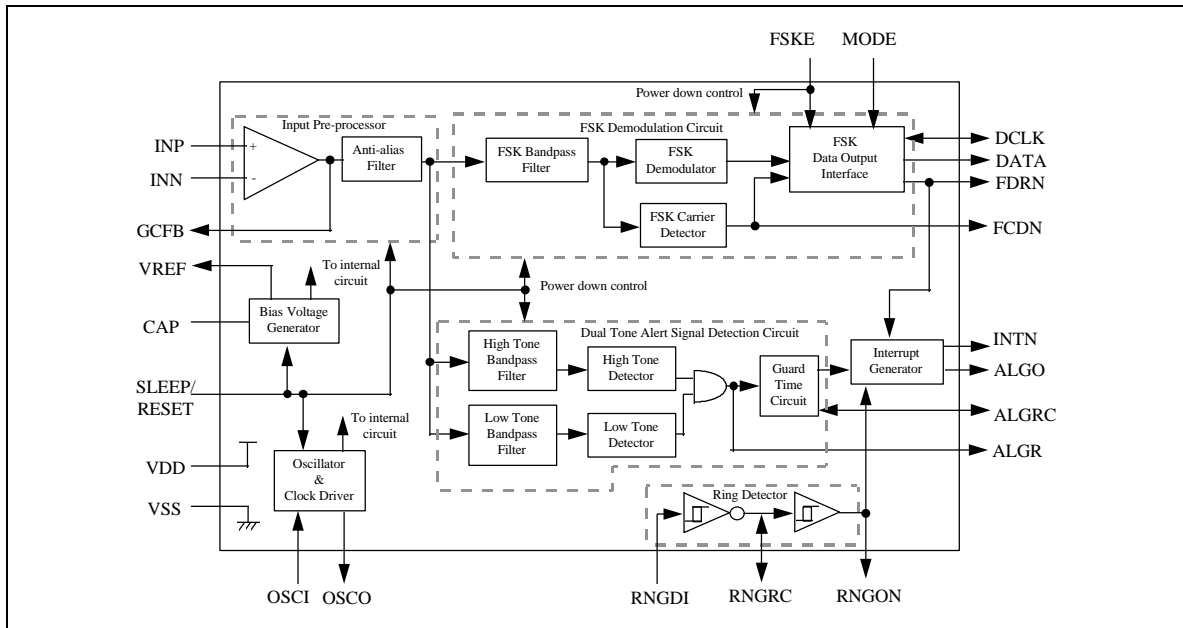 FSKE
MODE
Power down control
Input Pre-processor
FSK Demodulation Circuit
INP
+
INN
-
Anti-alias
Filter
FSK Bandpass
Filter
FSK
Demodulator
FSK
Data Output
Interface
DCLK
DATA
FDRN
GCFB
FSK Carrier
Detector
FCDN
VREF
To internal
circuit
Power down control
CAP
Bias Voltage
Generator
Dual Tone Alert Signal Detection Circuit
High Tone
Bandpass
Filter
High Tone
Detector
Guard
Time
Circuit
Interrupt
Generator
INTN
ALGO
SLEEP/
RESET
To internal
circuit
Low Tone
Bandpass
Filter
Low Tone
Detector
ALGRC
ALGR
VDD
Oscillator
&
Clock Driver
VSS
Ring Detector
OSCI
OSCO
RNGDI
RNGRC
RNGON